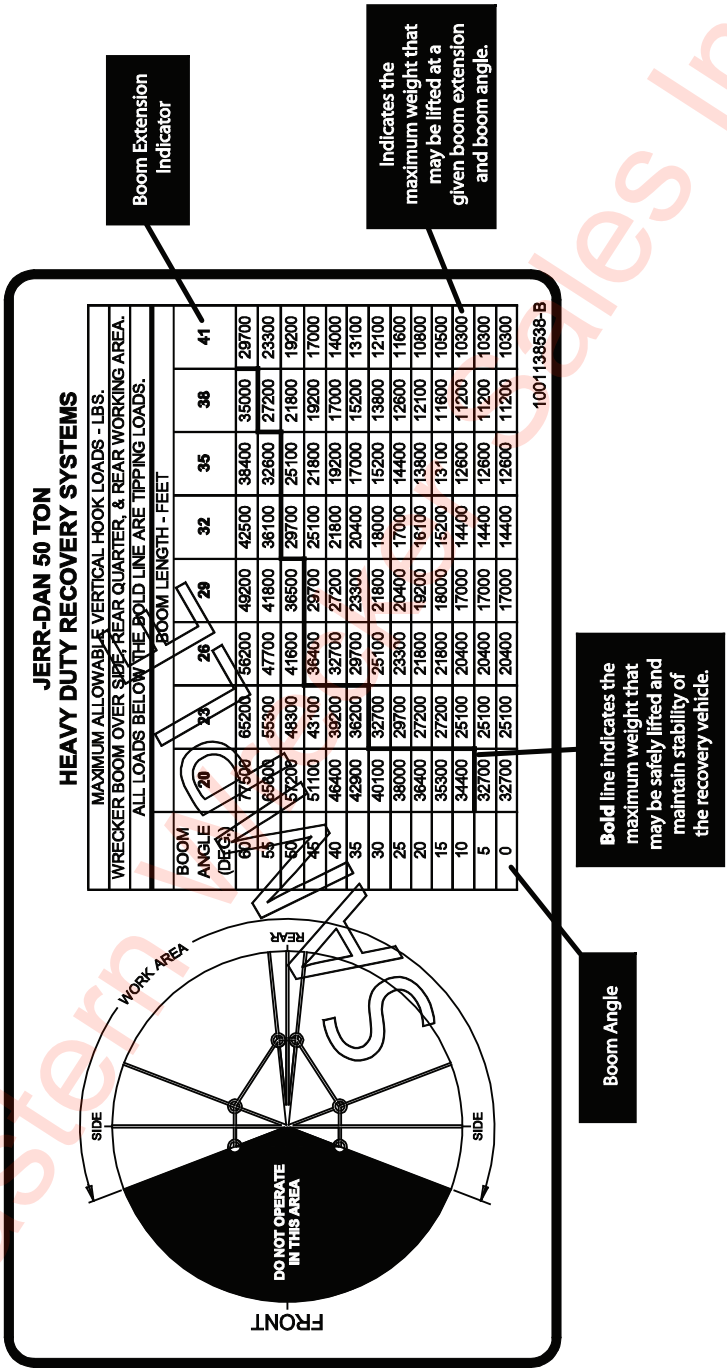 JERR-DAN 50 TON
HEAVY DUTY RECOVERY SYSTEMS
MAXIMUM ALLOWABLE VERTICAL HOOK LOADS - LBS.
WRECKER BOOM OVER SIDE, REAR QUARTER, & REAR WORKING AREA.
ALL LOADS BELOW THE BOLD LINE ARE TIPPING LOADS.
BOOM LENGTH - FEET
BOOM
ANGLE
(DEG.) 20 23 26 29 32 35 38 41
60 77500 65200 56200 49200 42500 38400 35000 29700
55 65600 55300 47700 41800 36100 32600 27200 23300
50 57200 48300 41600 36500 29700 25100 21800 19200
45 51100 43100 36400 29700 25100 21800 19200 17000
40 46400 39200 32700 27200 21800 19200 17000 14000
35 42900 36200 29700 23300 20400 17000 15200 13100
30 40100 32700 25100 21800 18000 15200 13800 12100
25 38000 29700 23300 20400 17000 14400 12600 11600
20 36400 27200 21800 19200 16100 13800 12100 10800
15 35300 27200 21800 18000 15200 13100 11600 10500
10 34400 25100 20400 17000 14400 12600 11200 10300
5 32700 25100 20400 17000 14400 12600 11200 10300
0 32700 25100 20400 17000 14400 12600 11200 10300
1001138538-B
FRONT
DO NOT OPERATE
IN THIS AREA
SIDE
WORK AREA
REAR
SIDE
SAMPLE
Boom Extension
Indicator
Indicates the
maximum weight that
may be lifted at a
given boom extension
and boom angle.
Bold line indicates the
maximum weight that
may be safely lifted and
maintain stability of
the recovery vehicle.
Boom Angle
astern Wrecker Sales In